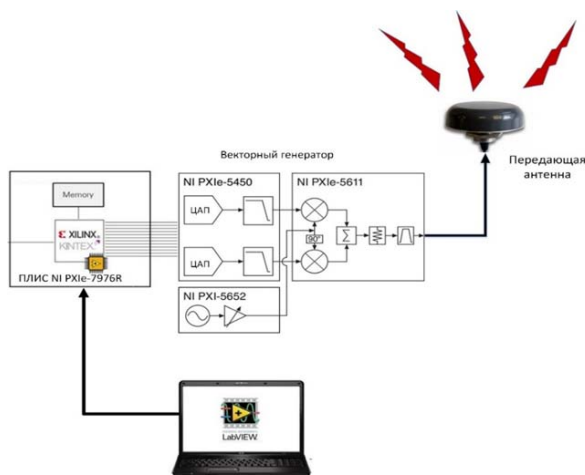 Векторный генератор
Передающая
антенна
NI PXIe-5450
NI PXIe-5611
Memory
ЦАП
XILINX
KINTEX
90°
Σ
ЦАП
ПЛИС NI PXIe-7976R
NI PXI-5652
LabVIEW